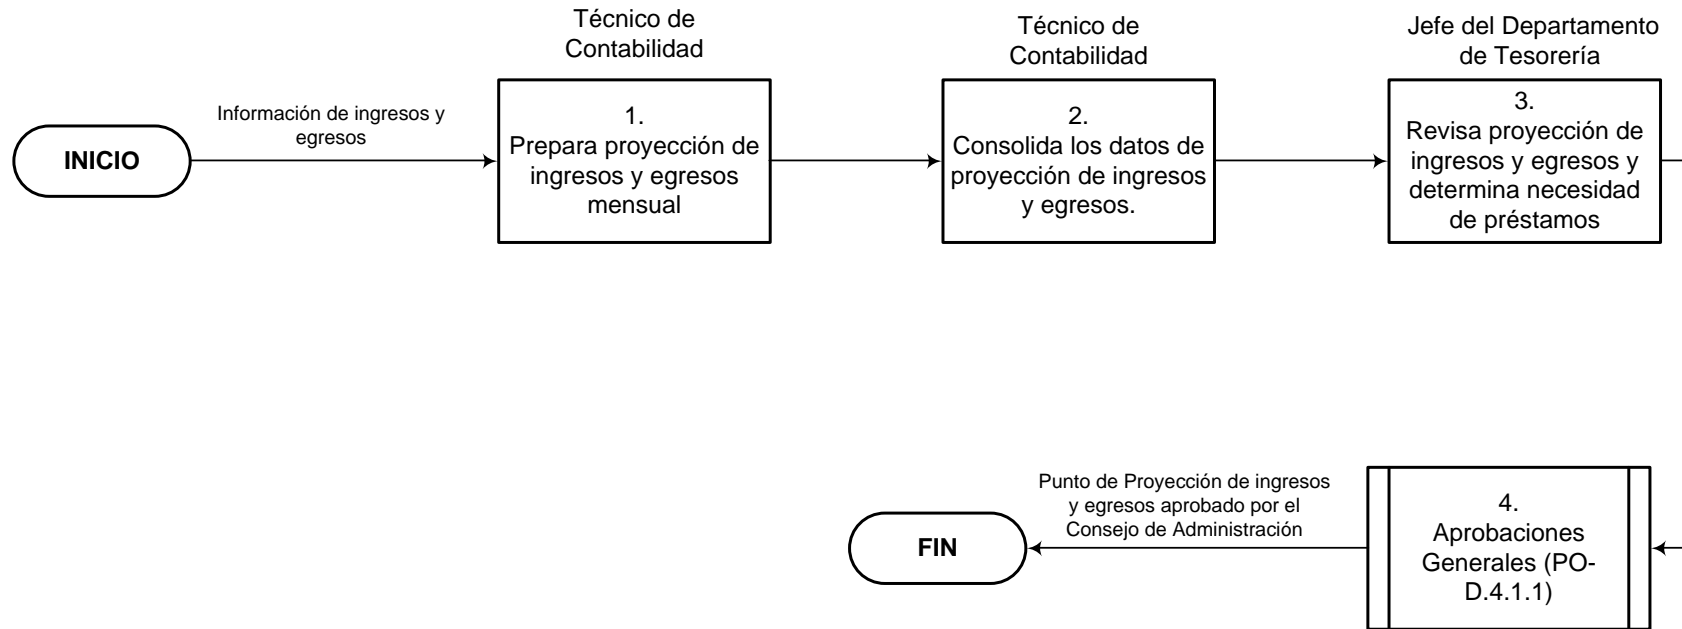 Técnico de
Contabilidad
Técnico de
Contabilidad
Jefe del Departamento
de Tesorería
INICIO
Información de ingresos y
egresos
1.
Prepara proyección de
ingresos y egresos
mensual
2.
Consolida los datos de
proyección de ingresos
y egresos.
3.
Revisa proyección de
ingresos y egresos y
determina necesidad
de préstamos
FIN
Punto de Proyección de ingresos
y egresos aprobado por el
Consejo de Administración
4.
Aprobaciones
Generales (PO-
D.4.1.1)